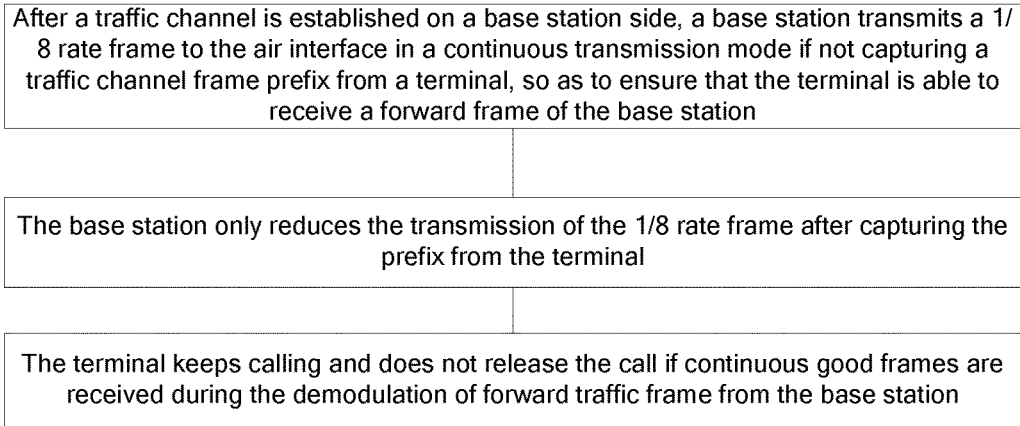 After a traffic channel is established on a base station side, a base station transmits a 1/
8 rate frame to the air interface in a continuous transmission mode if not capturing a
traffic channel frame prefix from a terminal, so as to ensure that the terminal is able to
receive a forward frame of the base station
The base station only reduces the transmission of the 1/8 rate frame after capturing the
prefix from the terminal
The terminal keeps calling and does not release the call if continuous good frames are
received during the demodulation of forward traffic frame from the base station